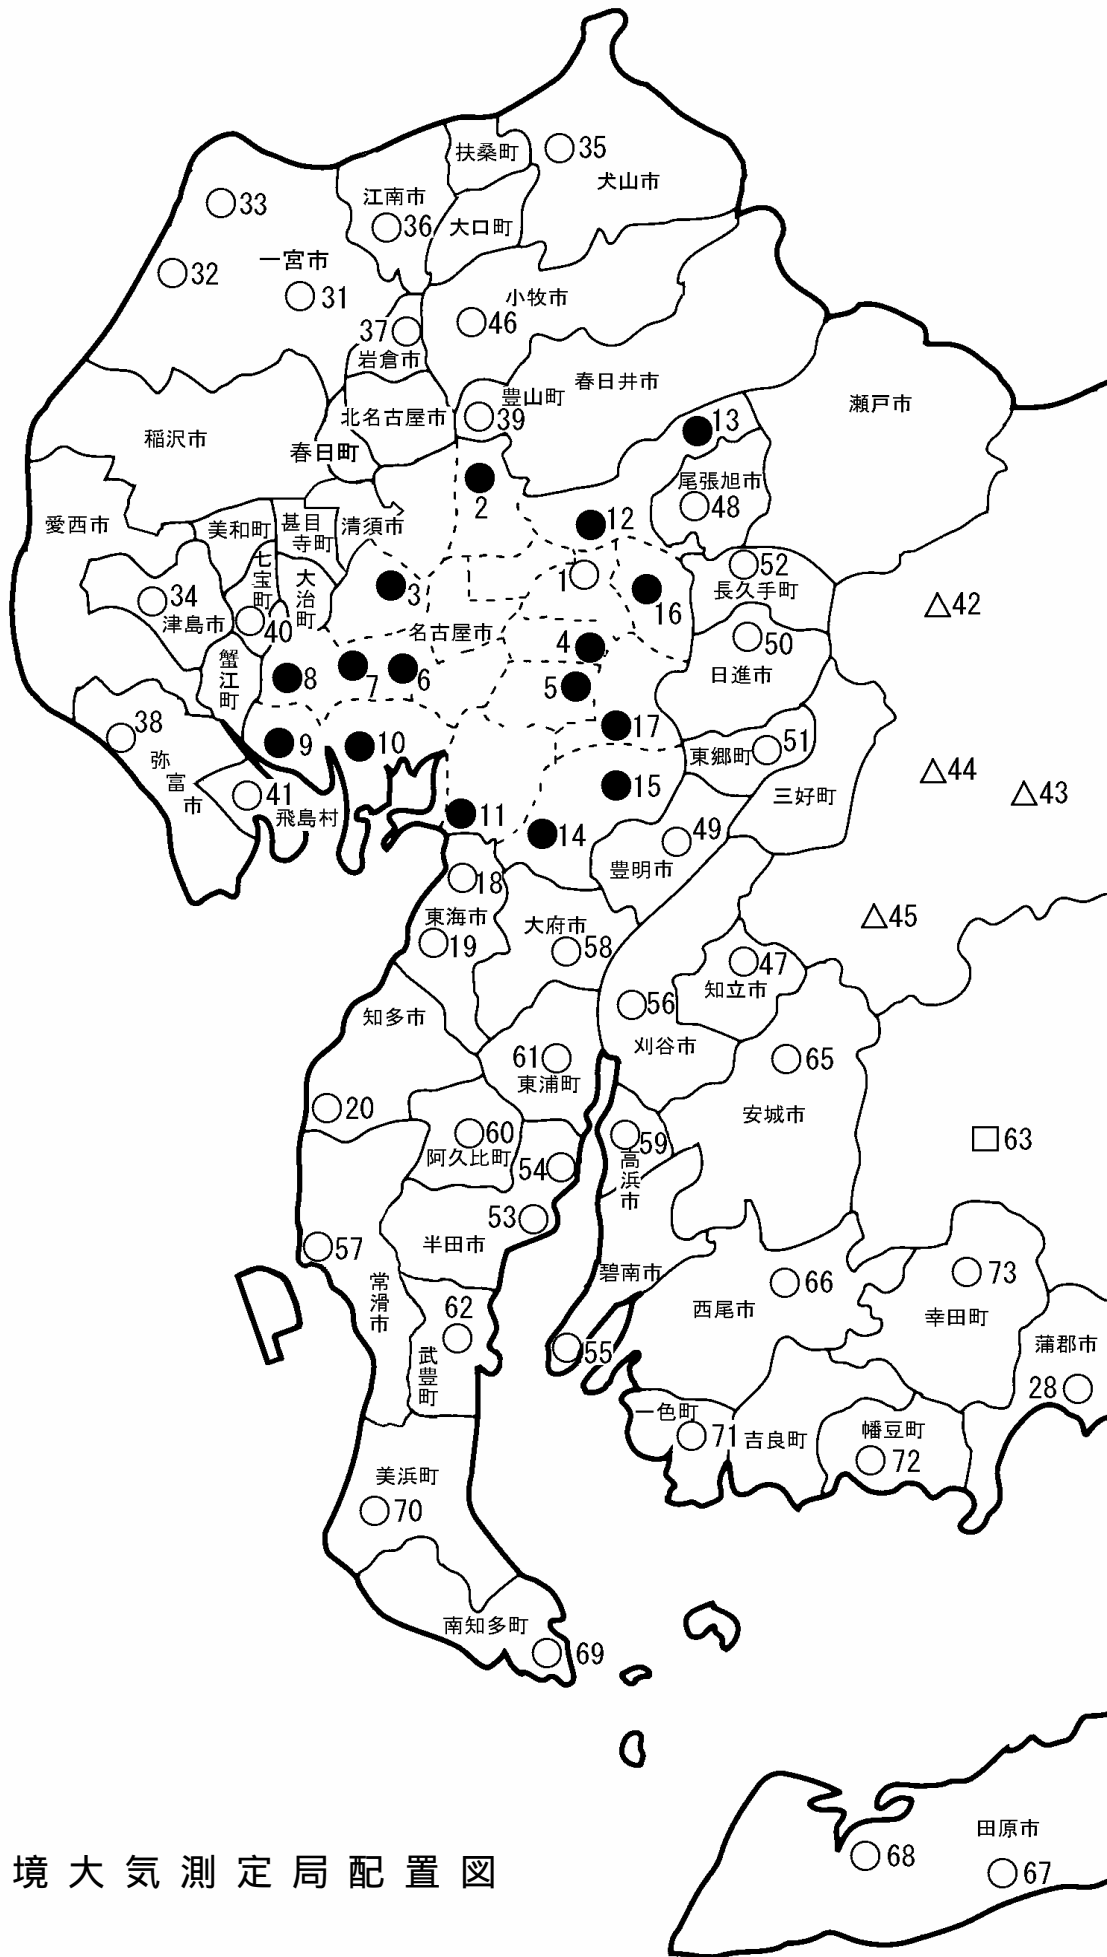 扶桑町
35
犬山市
33
江南市
36
大口町
32
一宮市
31
小牧市
46
37
岩倉市
豊山町
39
春日井市
瀬戸市
稲沢市
北名古屋市
春日町
13
尾張旭市
48
2
12
愛西市
美和町
甚目
寺町
清須市
七宝町
大治町
3
1
16
52
長久手町
△42
34
津島市
40
名古屋市
4
50
日進市
蟹江町
8
7
6
5
38
弥富市
9
10
17
東郷町
51
△44
△43
41
飛島村
11
14
15
三好町
49
豊明市
18
東海市
19
大府市
58
△45
47
知立市
知多市
56
刈谷市
61
東浦町
65
安城市
20
60
阿久比町
54
59
高浜市
□63
53
半田市
57
常滑市
碧南市
66
西尾市
73
幸田町
62
武豊町
55
蒲郡市
28
一色町
71
吉良町
幡豆町
72
美浜町
70
南知多町
69
田原市
68
67
境大気測定局配置図